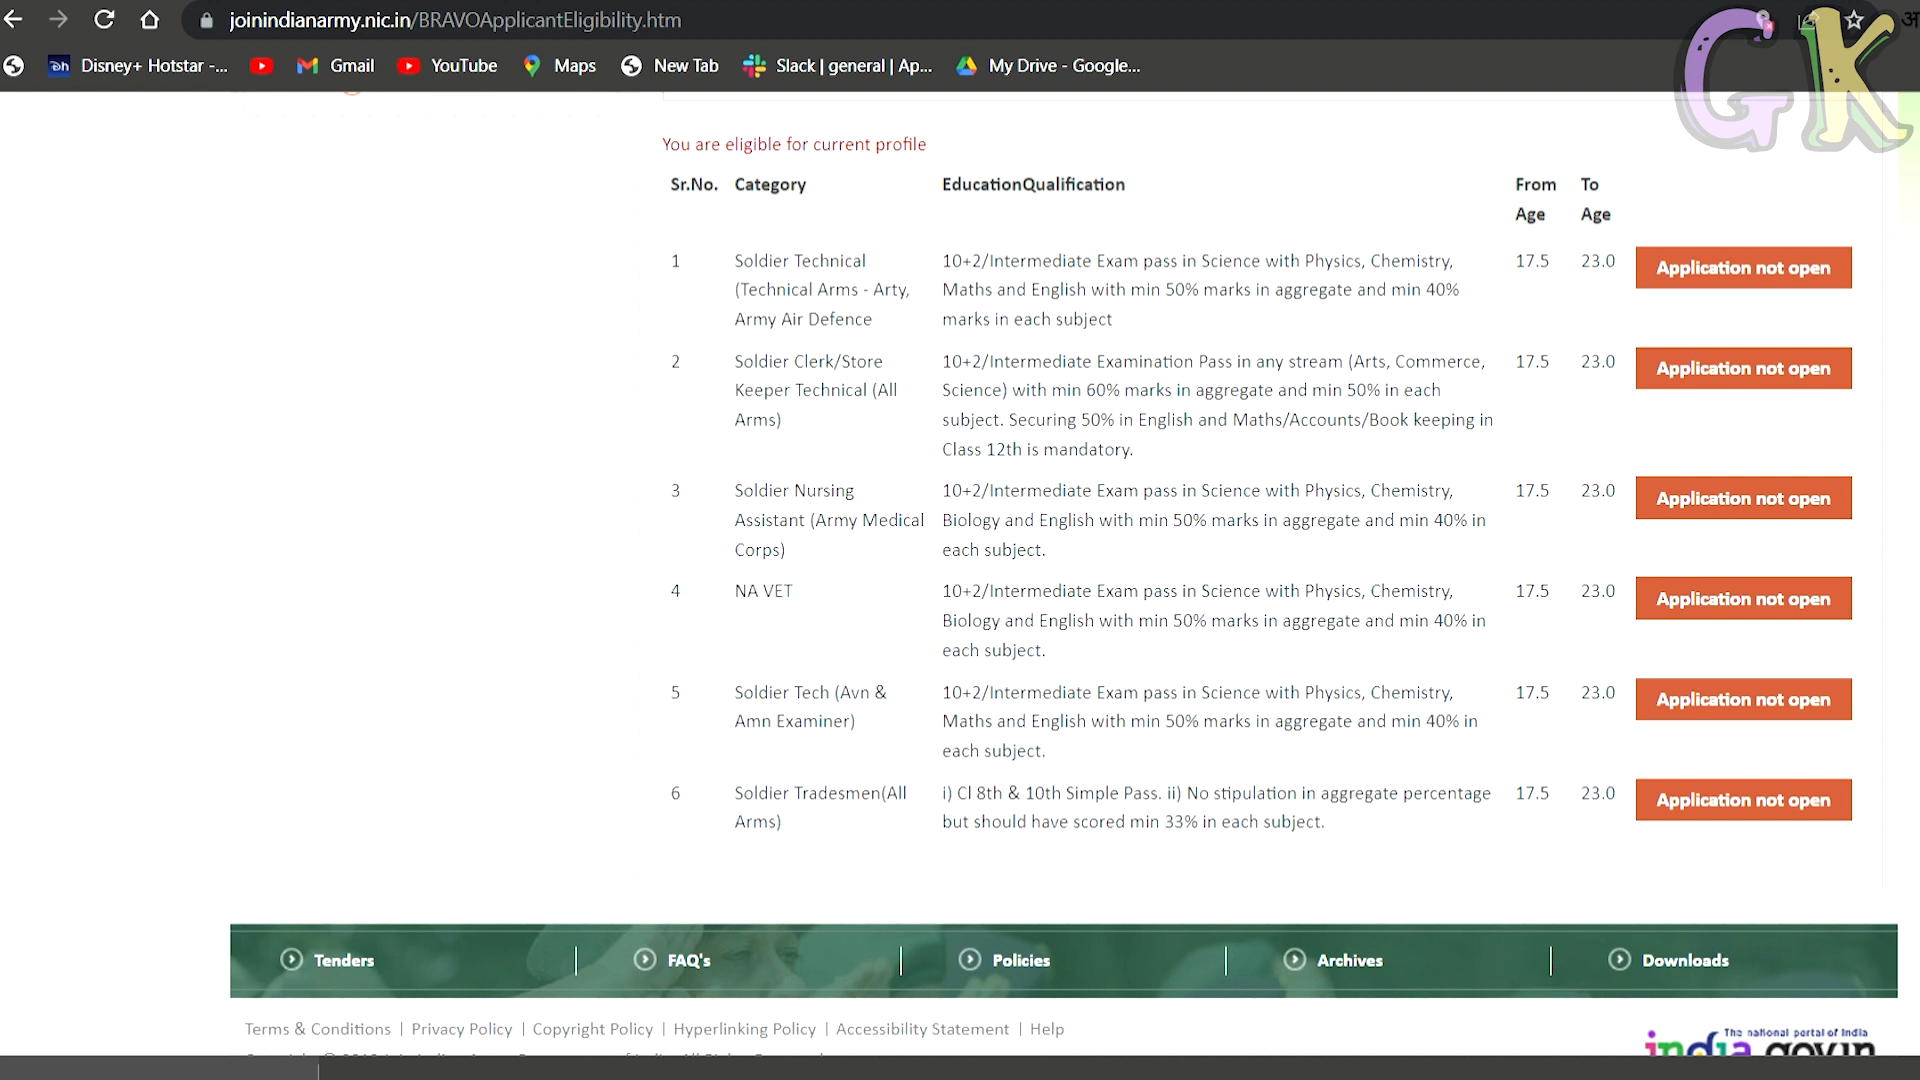 joinindianarmy.nic.in/BRAVOApplicantEligibility.htm
GK
Disney+ Hotstar -... Gmail YouTube Maps New Tab Slack | general | Ap... My Drive - Google...
You are eligible for current profile
Sr.No. Category EducationQualification From To
Age Age
1 Soldier Technical 10+2/Intermediate Exam pass in Science with Physics, Chemistry, 17.5 23.0 Application not open
(Technical Arms - Arty, Maths and English with min 50% marks in aggregate and min 40%
Army Air Defence marks in each subject
2 Soldier Clerk/Store 10+2/Intermediate Examination Pass in any stream (Arts, Commerce, 17.5 23.0 Application not open
Keeper Technical (All Science) with min 60% marks in aggregate and min 50% in each
Arms) subject. Securing 50% in English and Maths/Accounts/Book keeping in
Class 12th is mandatory.
3 Soldier Nursing 10+2/Intermediate Exam pass in Science with Physics, Chemistry, 17.5 23.0 Application not open
Assistant (Army Medical Biology and English with min 50% marks in aggregate and min 40% in
Corps) each subject.
4 NA VET 10+2/Intermediate Exam pass in Science with Physics, Chemistry, 17.5 23.0 Application not open
Biology and English with min 50% marks in aggregate and min 40% in
each subject.
5 Soldier Tech (Avn & 10+2/Intermediate Exam pass in Science with Physics, Chemistry, 17.5 23.0 Application not open
Amn Examiner) Maths and English with min 50% marks in aggregate and min 40% in
each subject.
6 Soldier Tradesmen(All i) Cl 8th & 10th Simple Pass. ii) No stipulation in aggregate percentage 17.5 23.0 Application not open
Arms) but should have scored min 33% in each subject.
Tenders FAQ's Policies Archives Downloads
Terms & Conditions | Privacy Policy | Copyright Policy | Hyperlinking Policy | Accessibility Statement | Help
The national portal of India